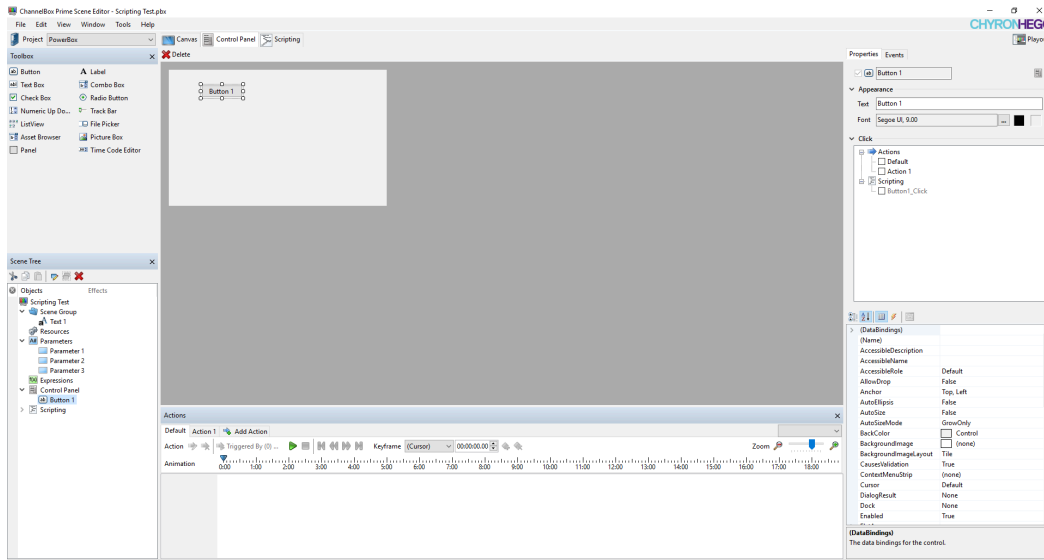 ChannelBox Prime Scene Editor - Scripting Test.pbx
File Edit View Window Tools Help
CHYRONHEGO
Project PowerBox
Canvas Control Panel Scripting
Playou
Toolbox
Delete
Button A Label
Text Box Combo Box
Check Box Radio Button
Numeric Up Do... Track Bar
ListView File Picker
Asset Browser Picture Box
Panel Time Code Editor
Button 1
Properties Events
Button 1
Appearance
Text Button 1
Font Segoe UI, 9.00 ...
Click
Actions
Default
Action 1
Scripting
Button1_Click
Scene Tree
Objects Effects
Scripting Test
Scene Group
Text 1
Resources
Parameters
Parameter 1
Parameter 2
Parameter 3
Expressions
Control Panel
Button 1
Scripting
Actions
Default Action 1 Add Action
Action Triggered By (0) ... Keyframe (Cursor) 00:00:00.00 Zoom
Animation 0:00 1:00 2:00 3:00 4:00 5:00 6:00 7:00 8:00 9:00 10:00 11:00 12:00 13:00 14:00 15:00 16:00 17:00 18:00
(DataBindings)
(Name)
AccessibleDescription
AccessibleName
AccessibleRole Default
AllowDrop False
Anchor Top, Left
AutoEllipsis False
AutoSize False
AutoSizeMode GrowOnly
BackColor Control
BackgroundImage (none)
BackgroundImageLayout Tile
CausesValidation True
ContextMenuStrip (none)
Cursor Default
DialogResult None
Dock None
Enabled True
(DataBindings)
The data bindings for the control.